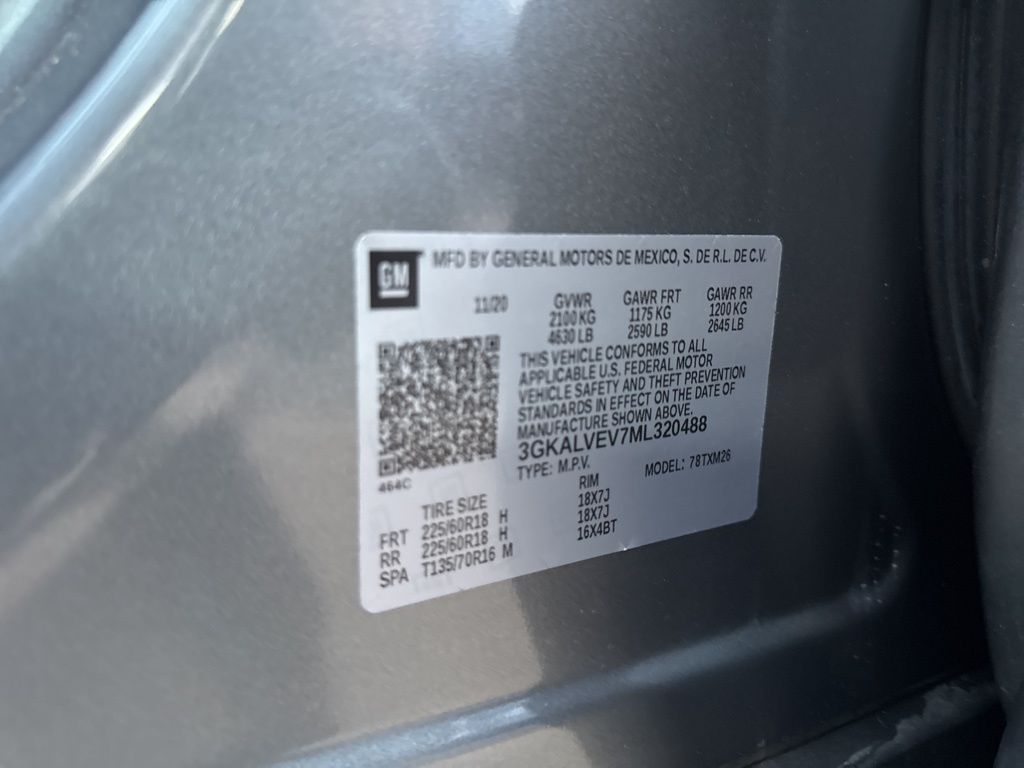 GM
MFD BY GENERAL MOTORS DE MEXICO, S. DE R.L. DE C.V.
11/20 GVWR GAWR FRT GAWR RR
2100 KG 1175 KG 1200 KG
4630 LB 2590 LB 2645 LB
THIS VEHICLE CONFORMS TO ALL
APPLICABLE U.S. FEDERAL MOTOR
VEHICLE SAFETY AND THEFT PREVENTION
STANDARDS IN EFFECT ON THE DATE OF
MANUFACTURE SHOWN ABOVE.
3GKALVEV7ML320488
TYPE: M.P.V. MODEL: 78TXM26
464C
TIRE SIZE RIM
FRT 225/60R18 H 18X7J
RR 225/60R18 H 18X7J
SPA T135/70R16 M 16X4BT